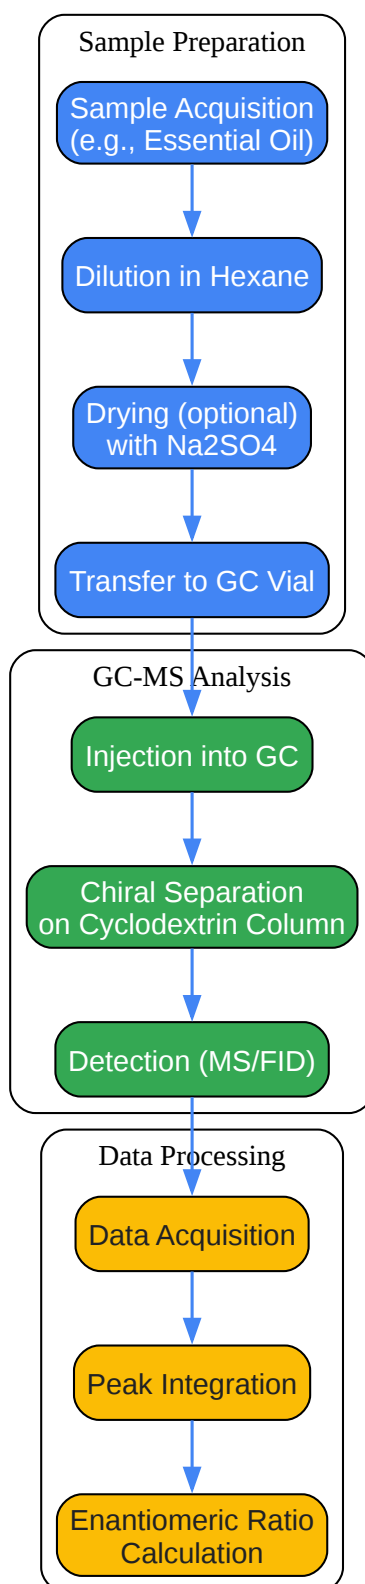 Sample Preparation
Sample Acquisition
(e.g., Essential Oil)
Dilution in Hexane
Drying (optional)
with Na2SO4
Transfer to GC Vial
GC-MS Analysis
Injection into GC
Chiral Separation
on Cyclodextrin Column
Detection (MS/FID)
Data Processing
Data Acquisition
Peak Integration
Enantiomeric Ratio
Calculation